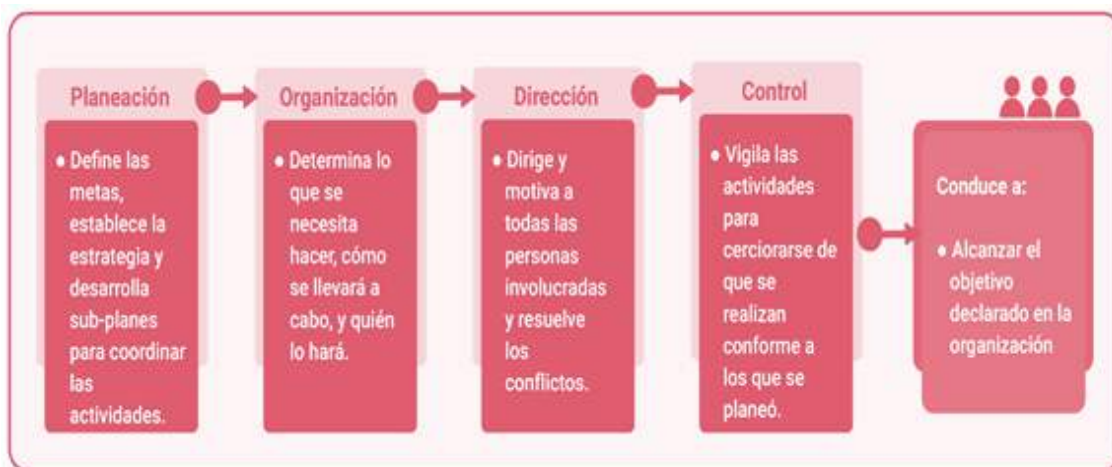 Planeación
● Define las
metas,
establece la
estrategia y
desarrolla
sub-planes
para coordinar
las
actividades.
Organización
● Determina lo
que se
necesita
hacer, cómo
se llevará a
cabo, y quién
lo hará.
Dirección
● Dirige y
motiva a
todas las
personas
involucradas
y resuelve
los
conflictos.
Control
● Vigila las
actividades
para
cerciorarse de
que se
realizan
conforme a
los que se
planeó.
Conduce a:
● Alcanzar el
objetivo
declarado en la
organización